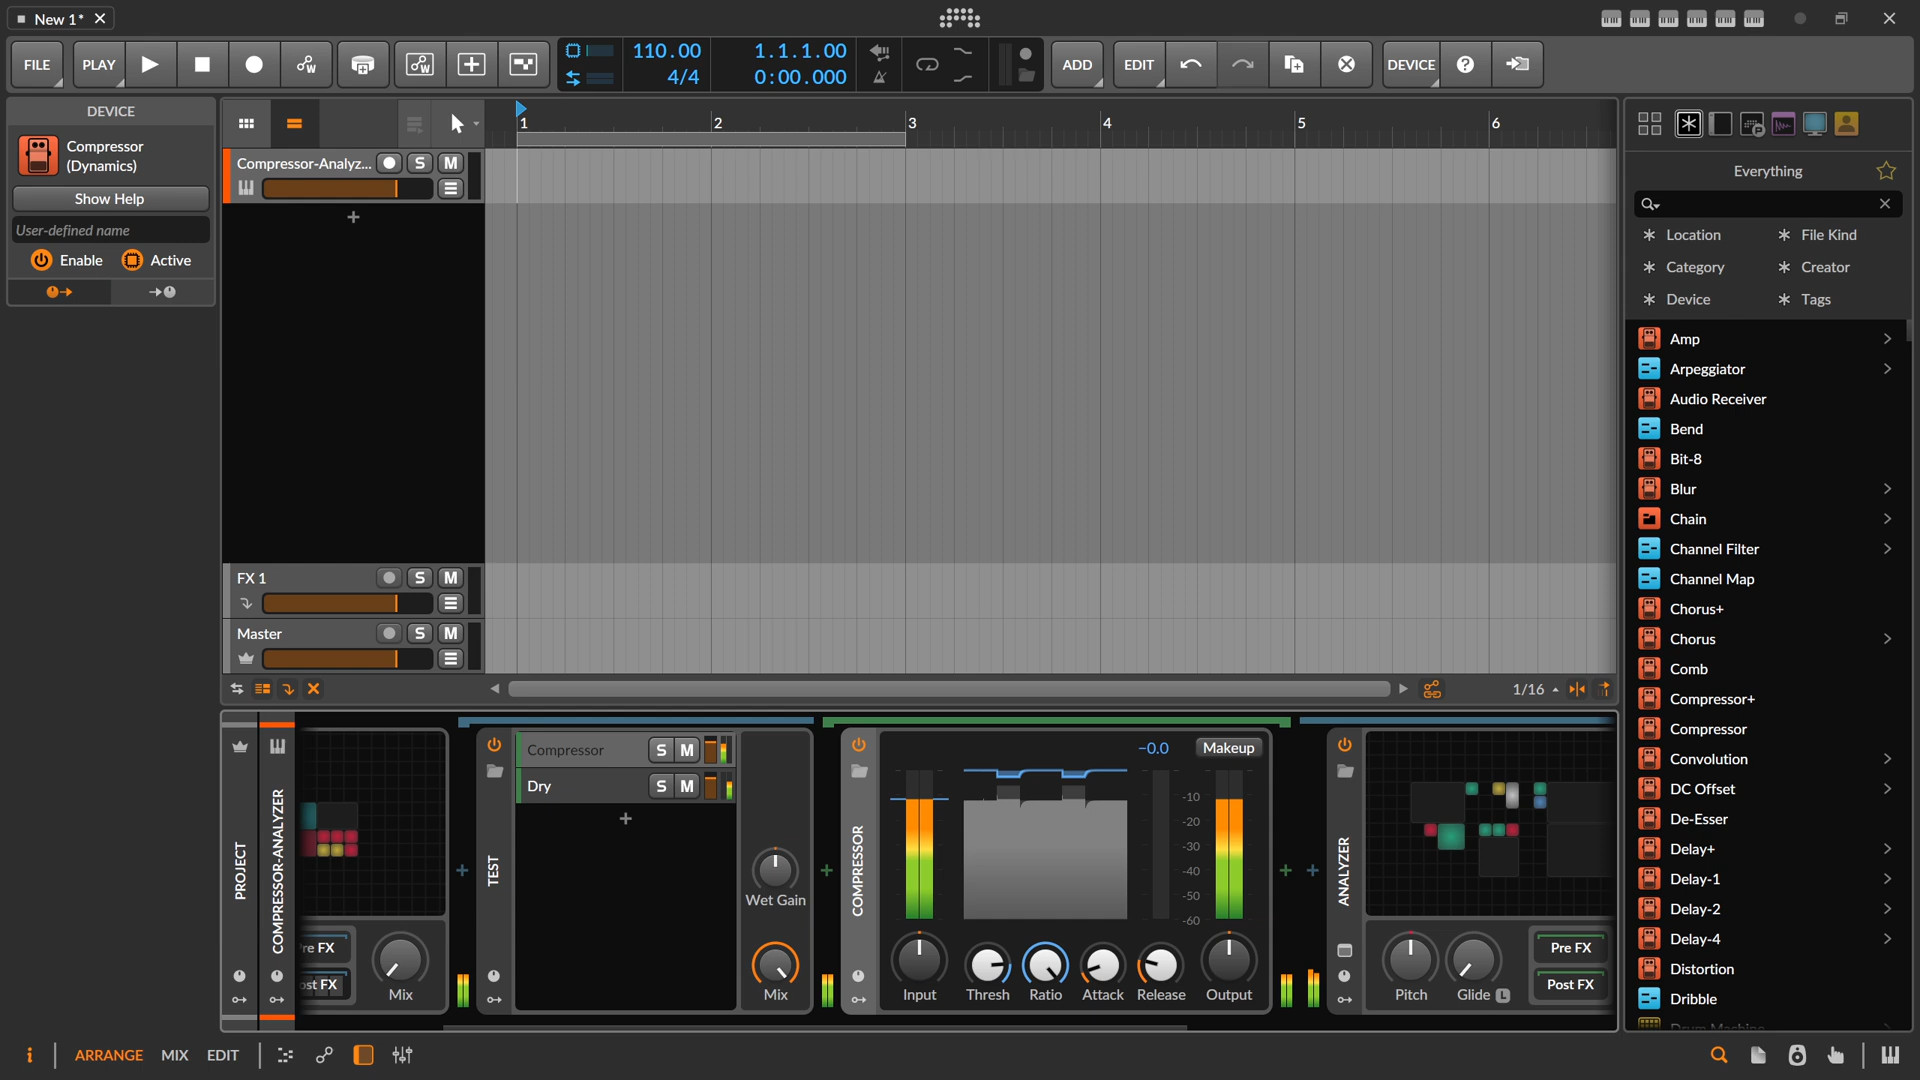 New 1*
FILE
PLAY
110.00
4/4
1.1.1.00
0:00.000
ADD
EDIT
DEVICE
DEVICE
Compressor
(Dynamics)
Show Help
User-defined name
Enable
Active
1
2
3
4
5
6
Compressor-Analyz...
S
M
FX 1
S
M
Master
S
M
1/16
Everything
Location
File Kind
Category
Creator
Device
Tags
Amp
Arpeggiator
Audio Receiver
Bend
Bit-8
Blur
Chain
Channel Filter
Channel Map
Chorus+
Chorus
Comb
Compressor+
Compressor
Convolution
DC Offset
De-Esser
Delay+
Delay-1
Delay-2
Delay-4
Distortion
Dribble
Drum Machine
PROJECT
COMPRESSOR-ANALYZER
re FX
ost FX
Mix
TEST
Compressor
S
M
Dry
S
M
Wet Gain
Mix
COMPRESSOR
-0.0
Makeup
-10
-20
-30
-40
-50
-60
Input
Thresh
Ratio
Attack
Release
Output
ANALYZER
Pitch
Glide
L
Pre FX
Post FX
i
ARRANGE
MIX
EDIT